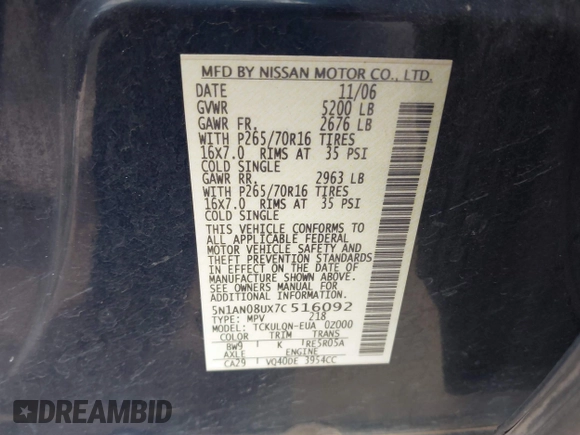 MFD BY NISSAN MOTOR CO., LTD.
DATE 11/06
GVWR 5200 LB
GAWR FR. 2676 LB
WITH P265/70R16 TIRES
16X7.0 RIMS AT 35 PSI
COLD SINGLE
GAWR RR. 2963 LB
WITH P265/70R16 TIRES
16X7.0 RIMS AT 35 PSI
COLD SINGLE
THIS VEHICLE CONFORMS TO
ALL APPLICABLE FEDERAL
MOTOR VEHICLE SAFETY AND
THEFT PREVENTION STANDARDS
IN EFFECT ON THE DATE OF
MANUFACTURE SHOWN ABOVE.
SEE OWNERS MANUAL FOR
ADDITIONAL INFORMATION.
5N1AN08UX7C516092
TYPE: MPV 218
MODEL: TCKULQN-EUA 02000
COLOR TRIM TRANS
BW9 K RE5R05A
AXLE ENGINE
CA29 VQ40DE 3954CC
DREAMBID